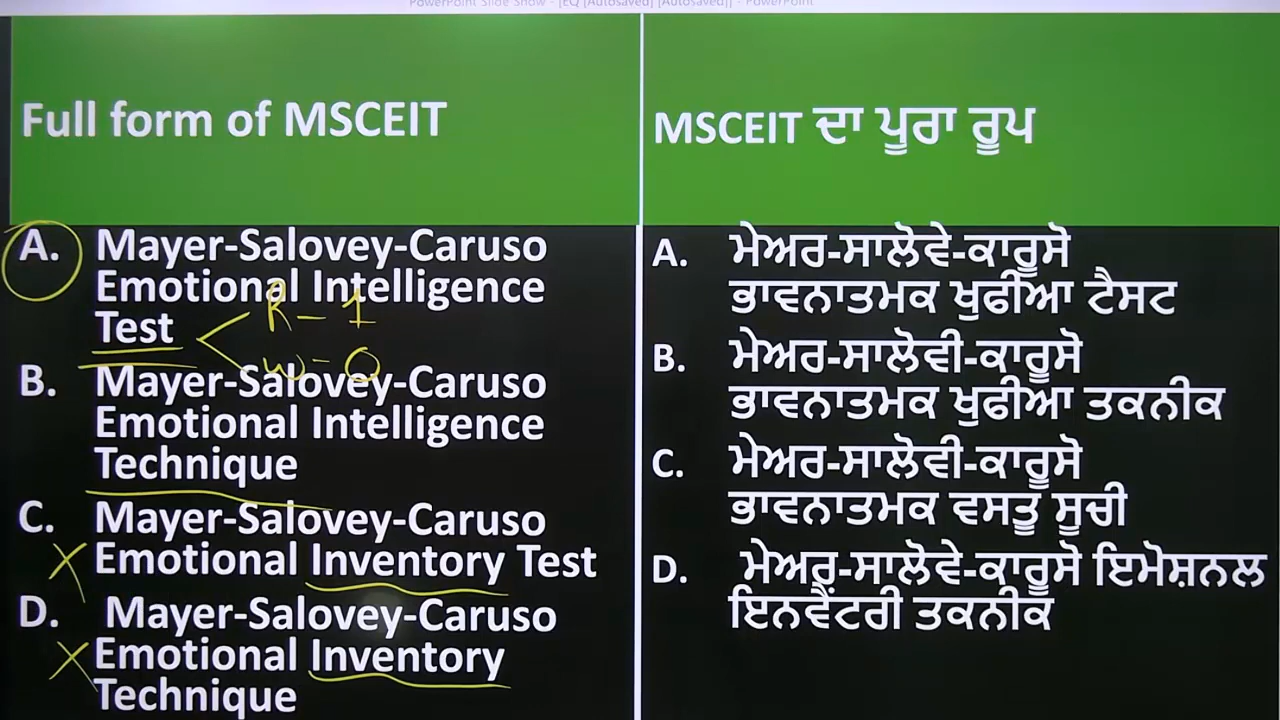 PowerPoint Slide Show - [EQ [Autosaved] [Autosaved]] - PowerPoint
Full form of MSCEIT
A. Mayer-Salovey-Caruso
Emotional Intelligence
Test
R - 1
W - 0
B. Mayer-Salovey-Caruso
Emotional Intelligence
Technique
C. Mayer-Salovey-Caruso
Emotional Inventory Test
D. Mayer-Salovey-Caruso
Emotional Inventory
Technique
MSCEIT ਦਾ ਪੂਰਾ ਰੂਪ
A. ਮੇਅਰ-ਸਾਲੋਵੇ-ਕਾਰੂਸੋ
ਭਾਵਨਾਤਮਕ ਖੁਫੀਆ ਟੈਸਟ
B. ਮੇਅਰ-ਸਾਲੋਵੀ-ਕਾਰੂਸੋ
ਭਾਵਨਾਤਮਕ ਖੁਫੀਆ ਤਕਨੀਕ
C. ਮੇਅਰ-ਸਾਲੋਵੀ-ਕਾਰੂਸੋ
ਭਾਵਨਾਤਮਕ ਵਸਤੂ ਸੂਚੀ
D. ਮੇਅਰ-ਸਾਲੋਵੇ-ਕਾਰੂਸੋ ਇਮੋਸ਼ਨਲ
ਇਨਵੈਂਟਰੀ ਤਕਨੀਕ